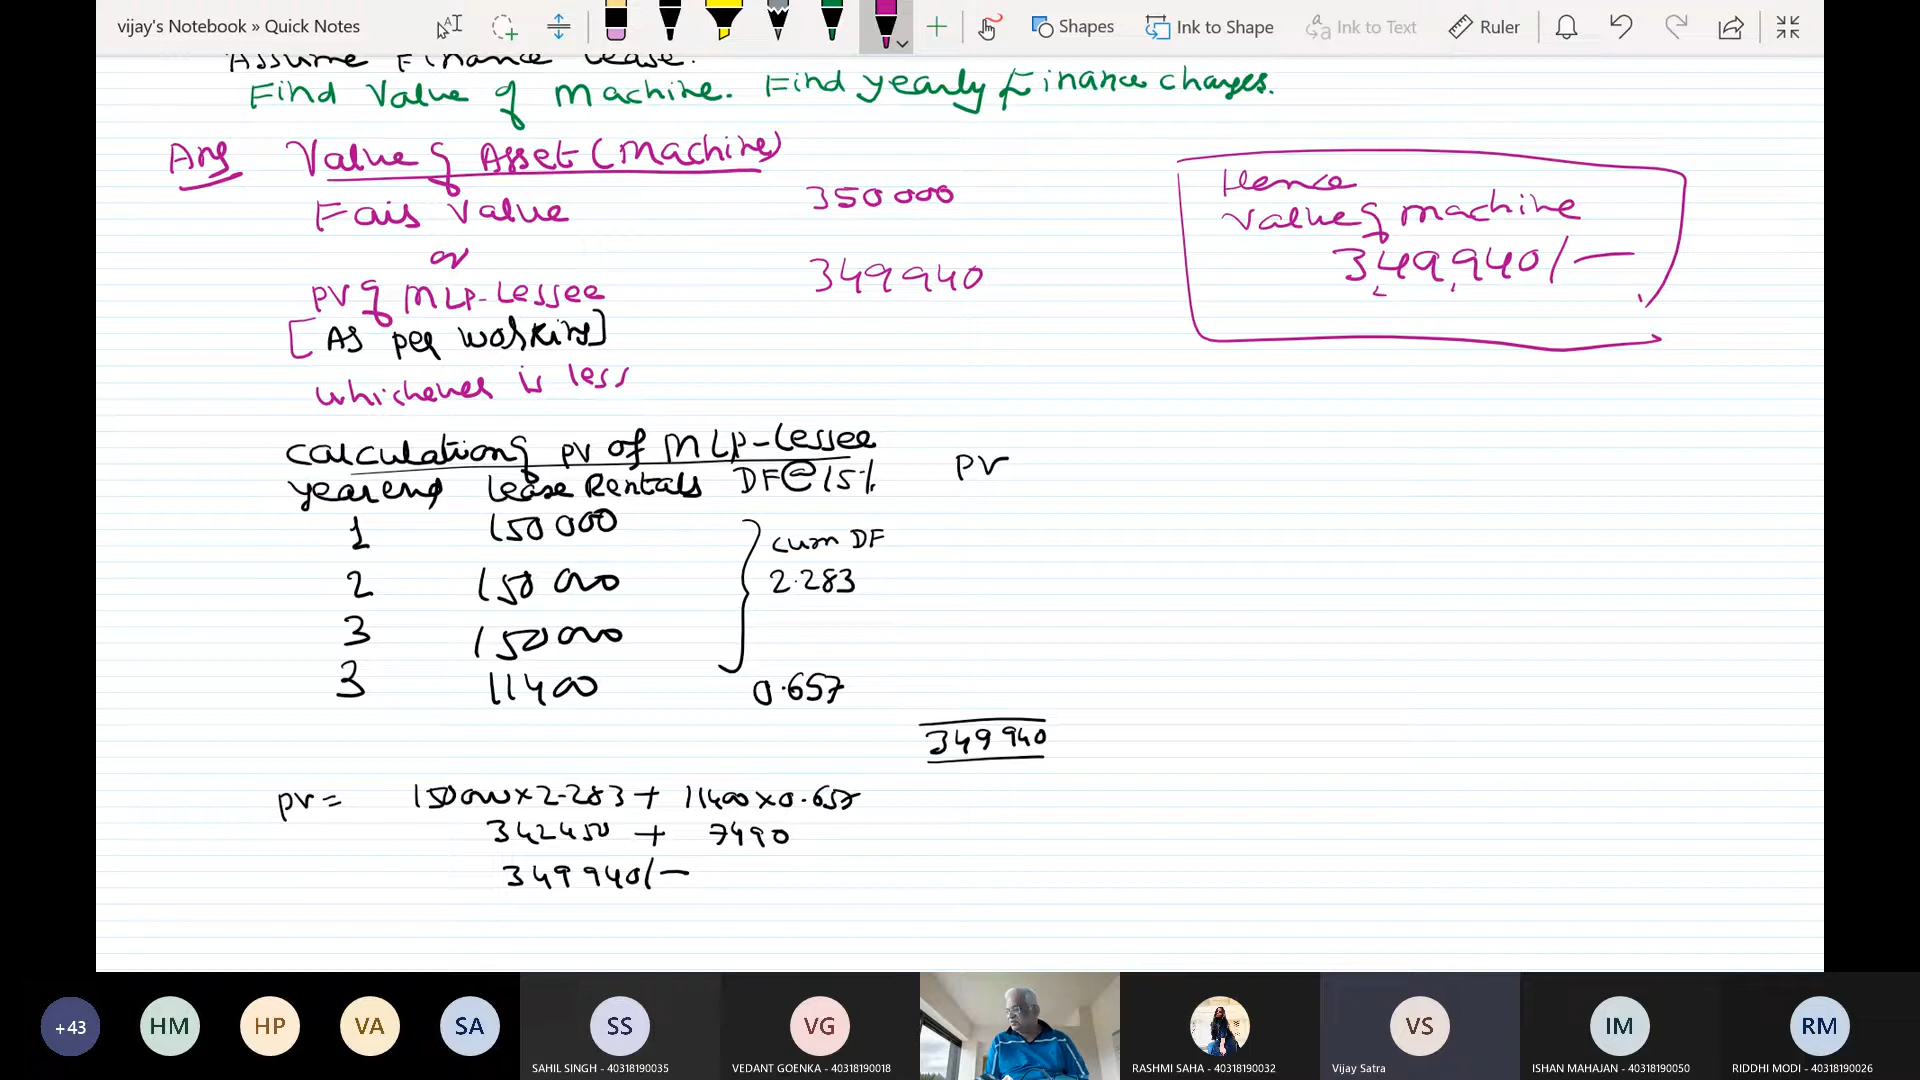 vijay's Notebook » Quick Notes
Shapes
Ink to Shape
Ink to Text
Ruler
Assume Finance Lease.
Find Value of Machine. Find yearly Finance charges.
Ans Value of Asset (Machine)
Fair Value 350000
or
PV of MLP-Lessee 349940
[As per working]
whichever is less
Hence
Value of machine
349,940/-
Calculation of PV of MLP-Lessee
year end Lease Rentals DF@15% PV
1 150000
cum DF
2 150000 2.283
3 150000
3 11400 0.657
349940
PV = 150000x2.283 + 11400x0.657
342450 + 7490
349940/-
+43
HM
HP
VA
SA
SS
SAHIL SINGH - 40318190035
VG
VEDANT GOENKA - 40318190018
RASHMI SAHA - 40318190032
VS
Vijay Satra
IM
ISHAN MAHAJAN - 40318190050
RM
RIDDHI MODI - 40318190026